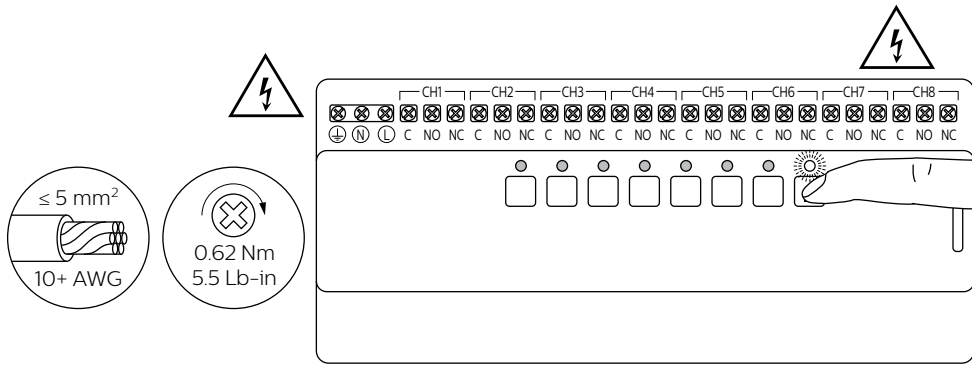 CH1 CH2 CH3 CH4 CH5 CH6 CH7 CH8
N L C NO NC C NO NC C NO NC C NO NC C NO NC C NO NC C NO NC C NO NC
≤ 5 mm²
10+ AWG
0.62 Nm
5.5 Lb-in